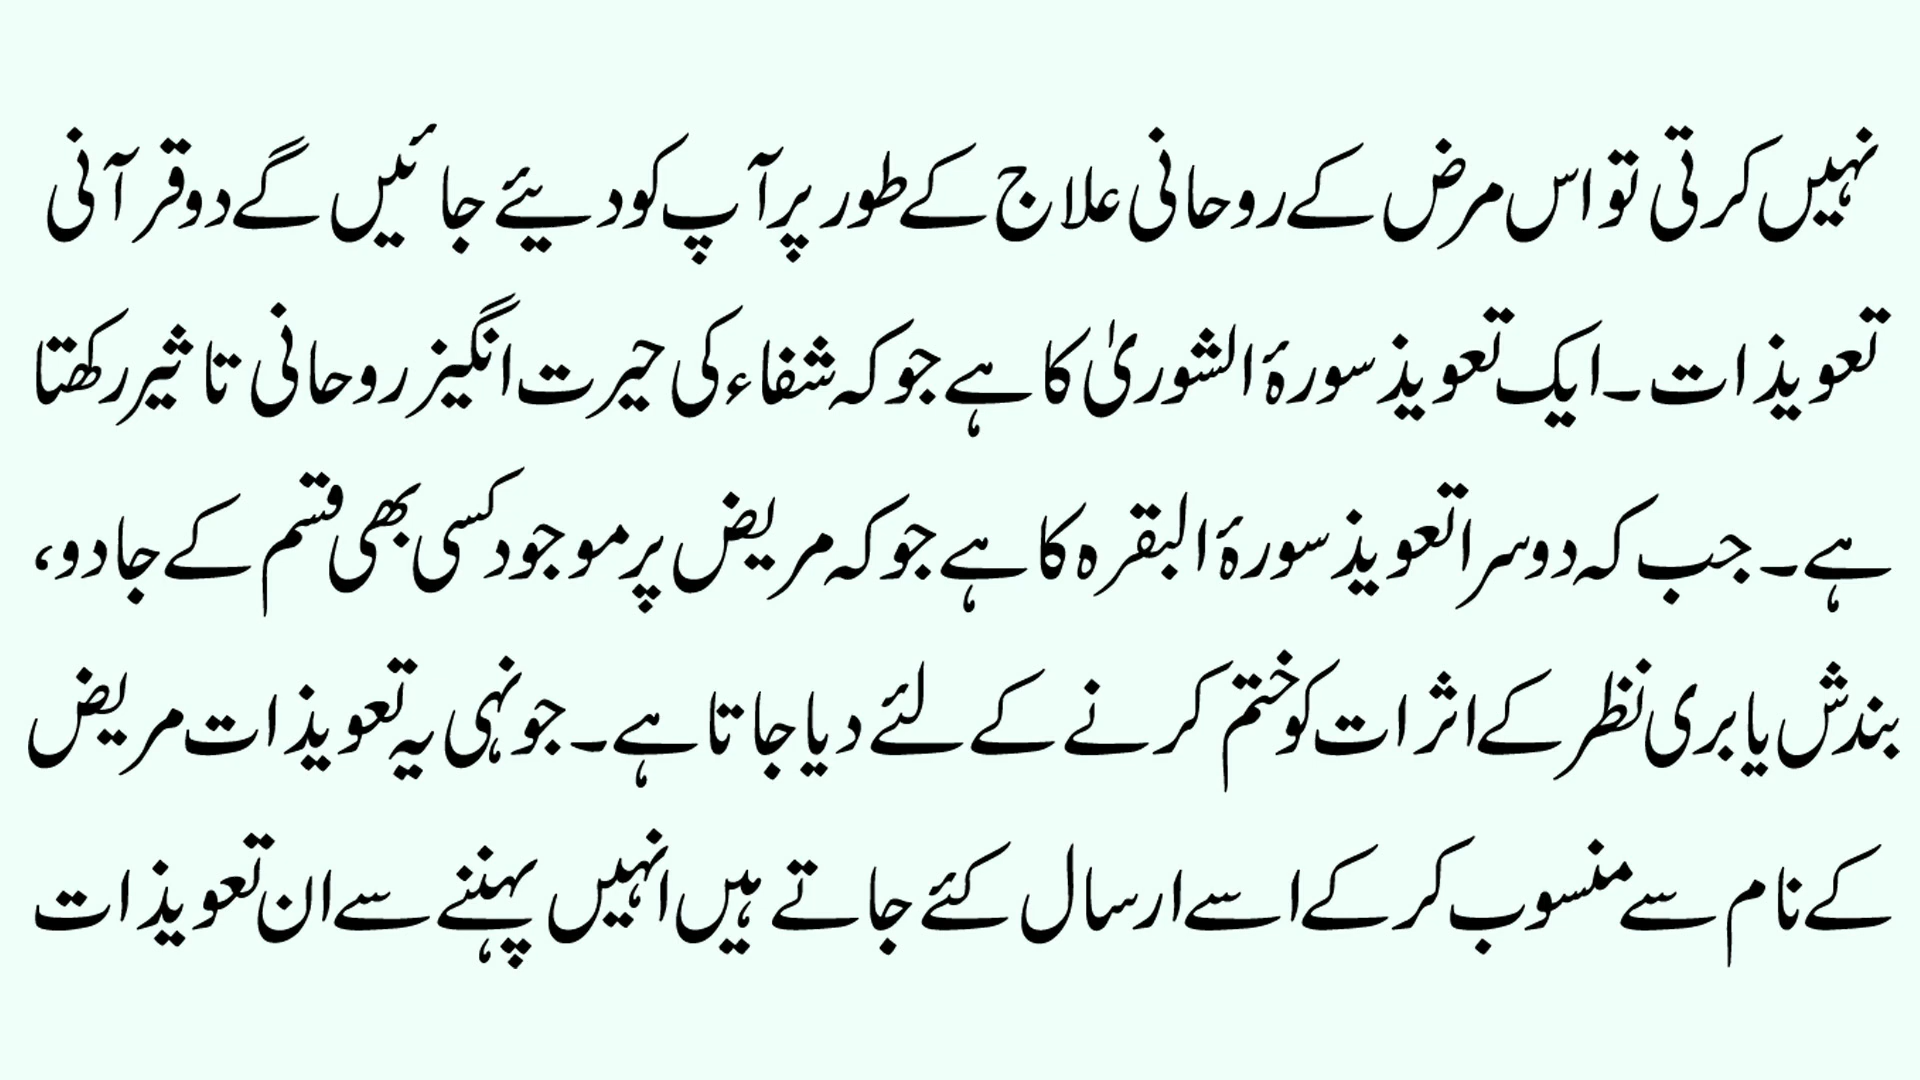 نہیں کرتی تو اس مرض کے روحانی علاج کے طور پر آپ کو دیئے جائیں گے دو قرآنی
تعویذات۔ ایک تعویذ سورۂ الشوریٰ کا ہے جو کہ شفاء کی حیرت انگیز روحانی تاثیر رکھتا
ہے۔ جب کہ دوسرا تعویذ سورۂ البقرہ کا ہے جو کہ مریض پر موجود کسی بھی قسم کے جادو،
بندش یا بری نظر کے اثرات کو ختم کرنے کے لئے دیا جاتا ہے۔ جونہی یہ تعویذات مریض
کے نام سے منسوب کر کے اسے ارسال کئے جاتے ہیں انہیں پہننے سے ان تعویذات